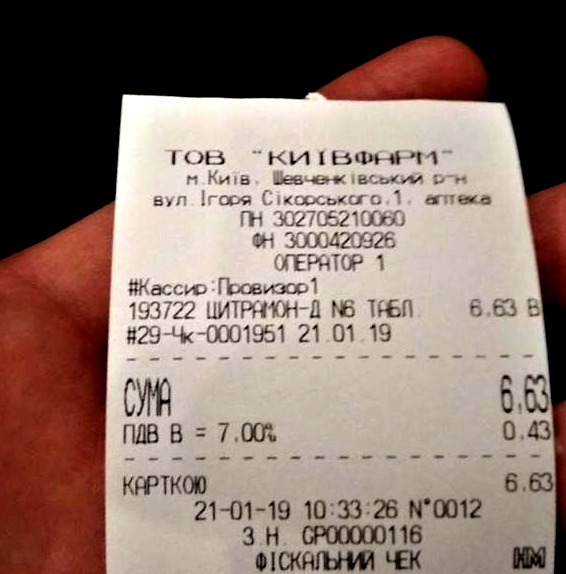 ТОВ "КИЇВФАРМ"
м.Київ, Шевченківський р-н
вул.Ігоря Сікорського,1, аптека
ПН 302705210060
ФН 3000420926
ОПЕРАТОР 1
#Кассир:Провизор1
193722 ЦИТРАМОН-Д N6 ТАБЛ. 6.63 В
#29-Чк-0001951 21.01.19
СУМА 6,63
ПДВ В = 7.00% 0.43
КАРТКОЮ 6.63
21-01-19 10:33:26 N°0012
З.Н. CP00000116
ФІСКАЛЬНИЙ ЧЕК НМ